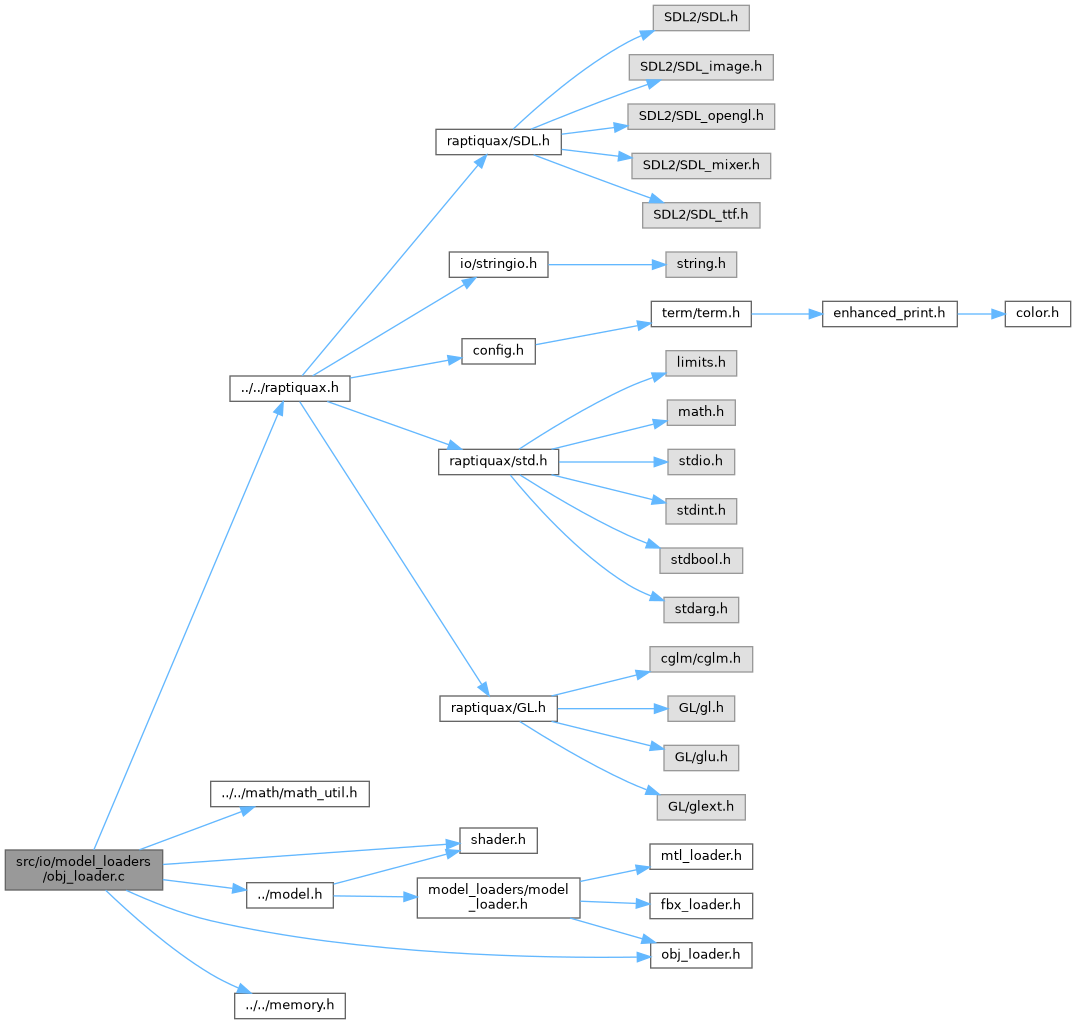 SDL2/SDL.h
SDL2/SDL_image.h
SDL2/SDL_opengl.h
raptiquax/SDL.h
SDL2/SDL_mixer.h
SDL2/SDL_ttf.h
io/stringio.h
string.h
term/term.h
enhanced_print.h
color.h
config.h
limits.h
../../raptiquax.h
math.h
raptiquax/std.h
stdio.h
stdint.h
stdbool.h
stdarg.h
cglm/cglm.h
raptiquax/GL.h
GL/gl.h
GL/glu.h
../../math/math_util.h
GL/glext.h
shader.h
mtl_loader.h
src/io/model_loaders
/obj_loader.c
../model.h
model_loaders/model
_loader.h
fbx_loader.h
obj_loader.h
../../memory.h